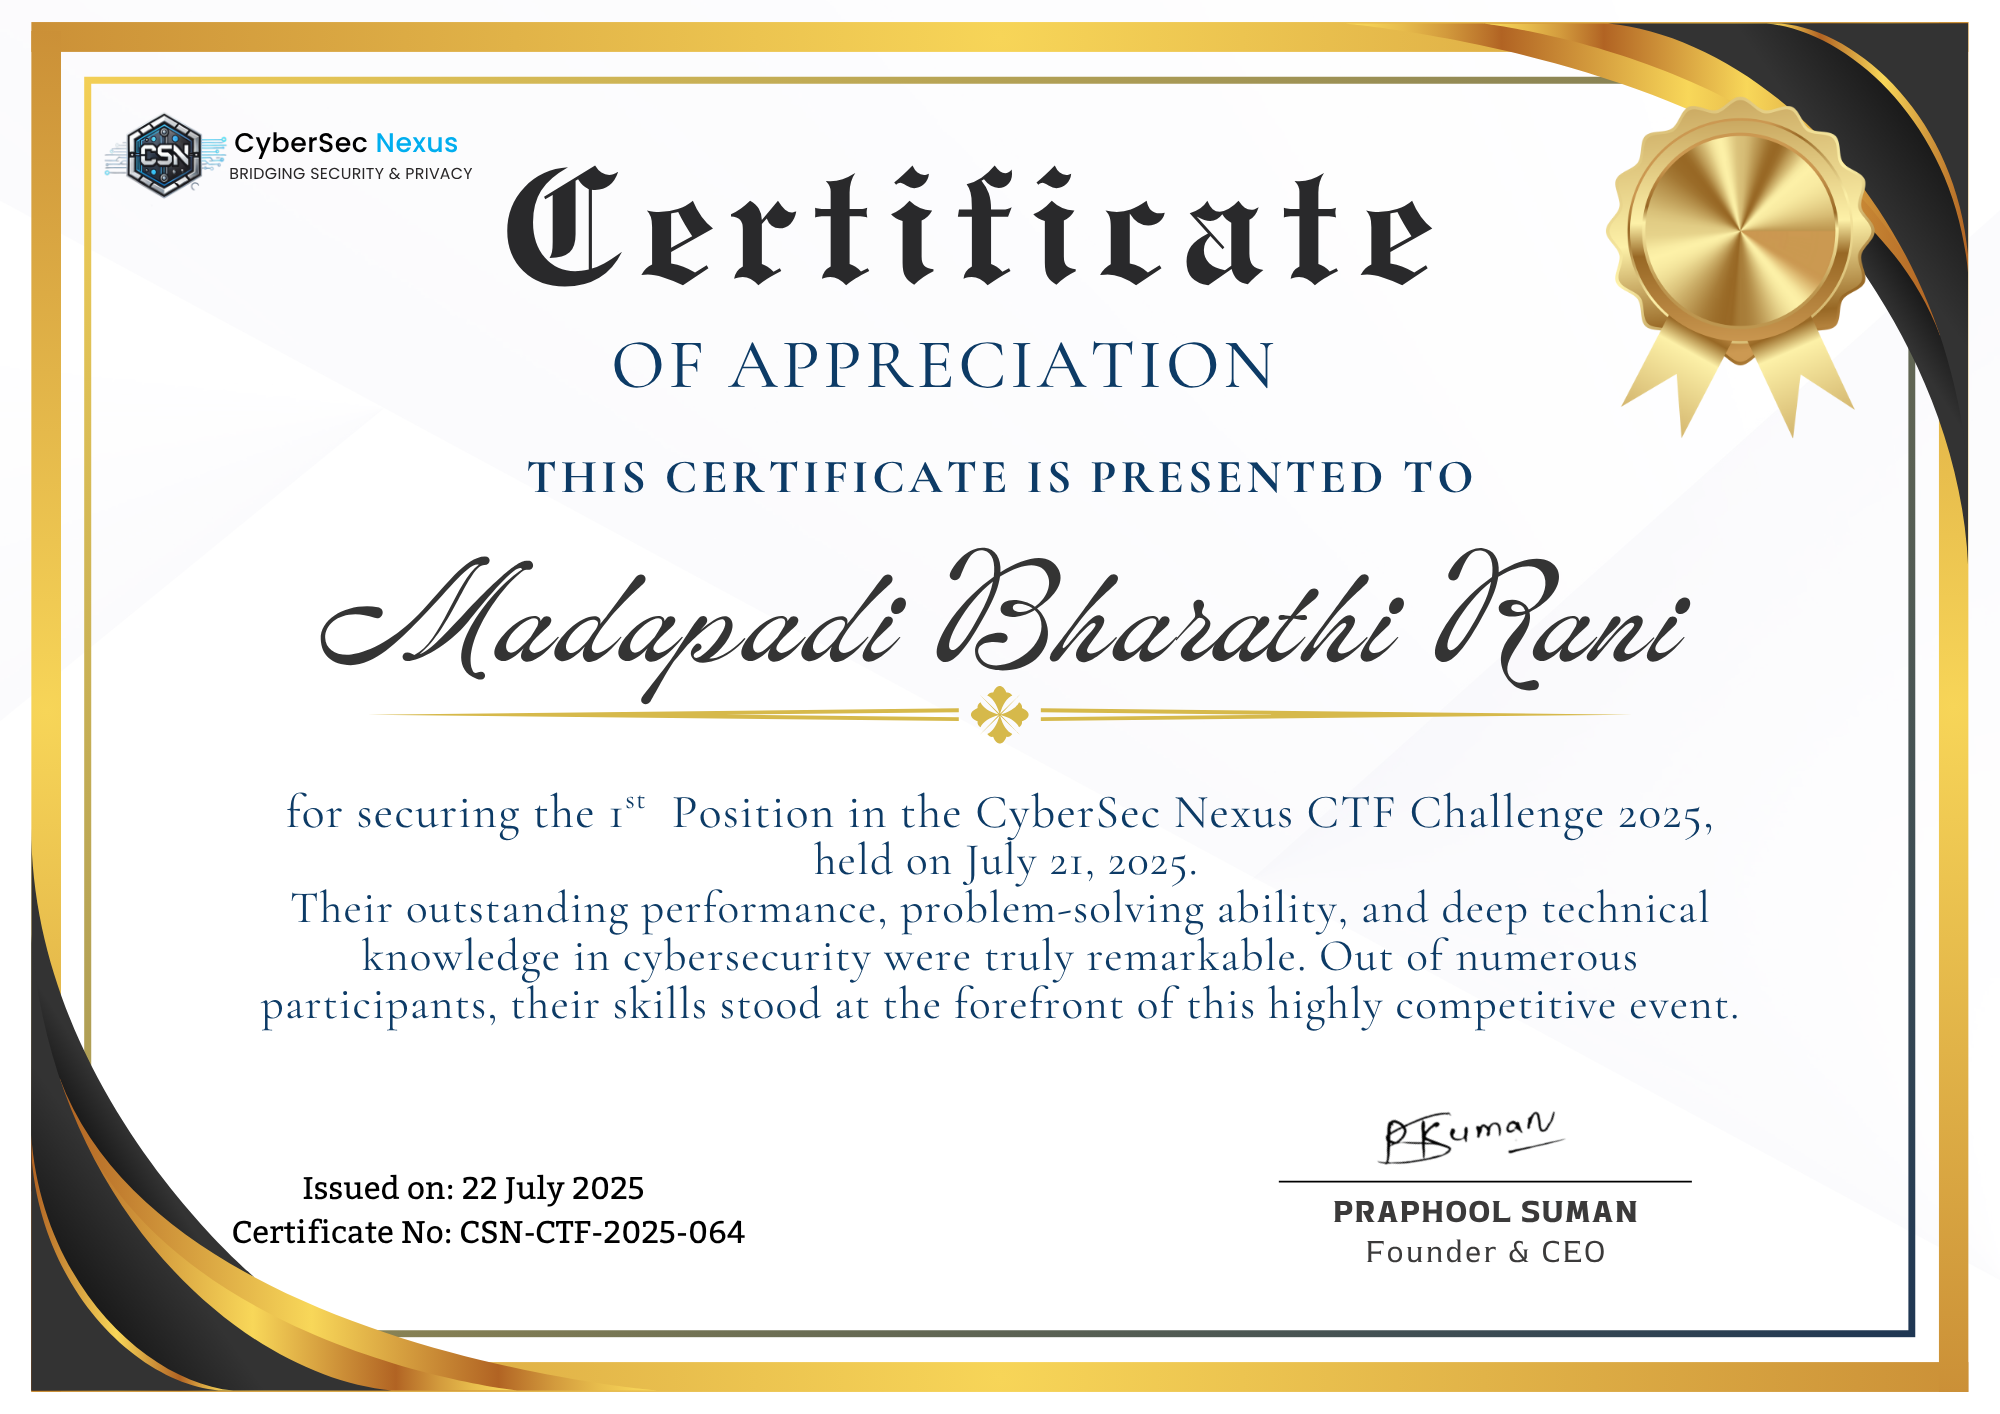 CSN
CyberSec Nexus
BRIDGING SECURITY & PRIVACY
Certificate
OF APPRECIATION
THIS CERTIFICATE IS PRESENTED TO
Madapadi Bharathi Rani
for securing the 1st Position in the CyberSec Nexus CTF Challenge 2025,
held on July 21, 2025.
Their outstanding performance, problem-solving ability, and deep technical
knowledge in cybersecurity were truly remarkable. Out of numerous
participants, their skills stood at the forefront of this highly competitive event.
Issued on: 22 July 2025
Certificate No: CSN-CTF-2025-064
PKSuman
PRAPHOOL SUMAN
Founder & CEO